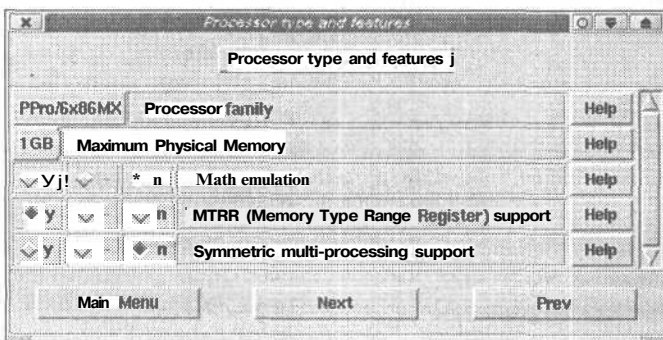 Processor type and features
Processor type and features j
PPro/6x86MX Processor family Help
1GB Maximum Physical Memory Help
y j! * n Math emulation Help
y n MTRR (Memory Type Range Register) support Help
y n Symmetric multi-processing support Help
Main Menu Next Prev